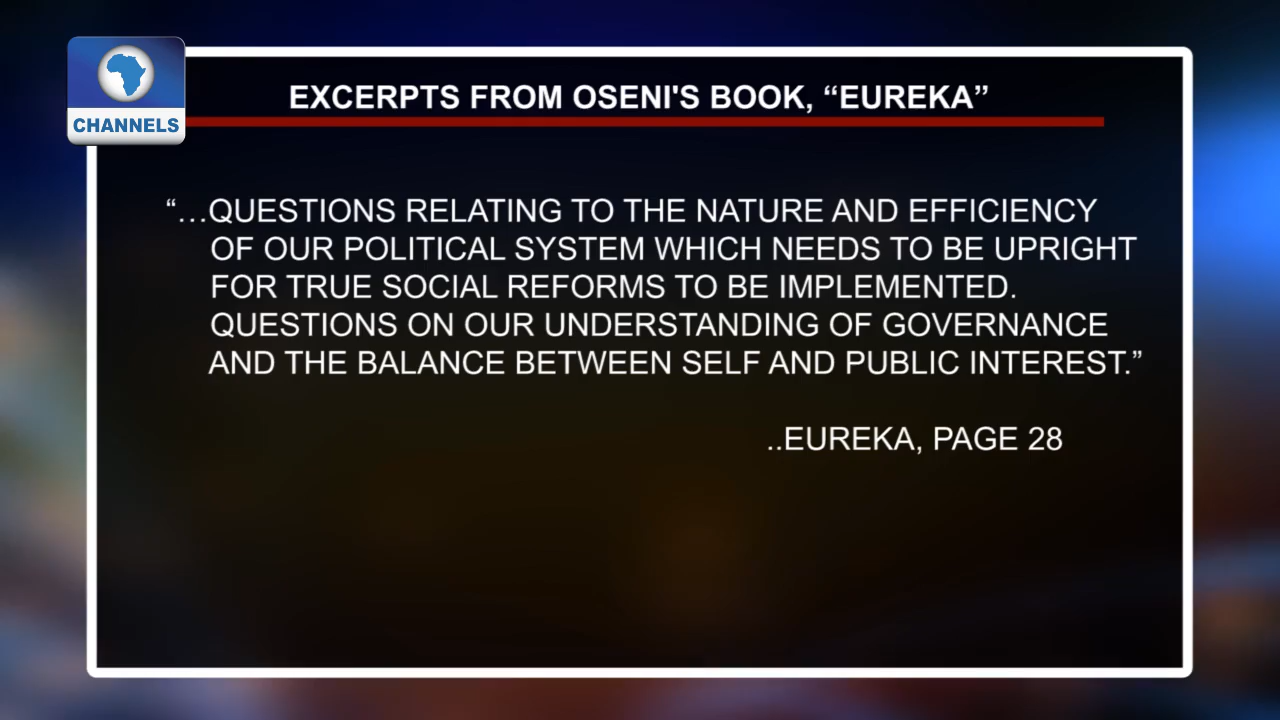 CHANNELS
EXCERPTS FROM OSENI'S BOOK, “EUREKA”
“...QUESTIONS RELATING TO THE NATURE AND EFFICIENCY
OF OUR POLITICAL SYSTEM WHICH NEEDS TO BE UPRIGHT
FOR TRUE SOCIAL REFORMS TO BE IMPLEMENTED.
QUESTIONS ON OUR UNDERSTANDING OF GOVERNANCE
AND THE BALANCE BETWEEN SELF AND PUBLIC INTEREST.”
..EUREKA, PAGE 28